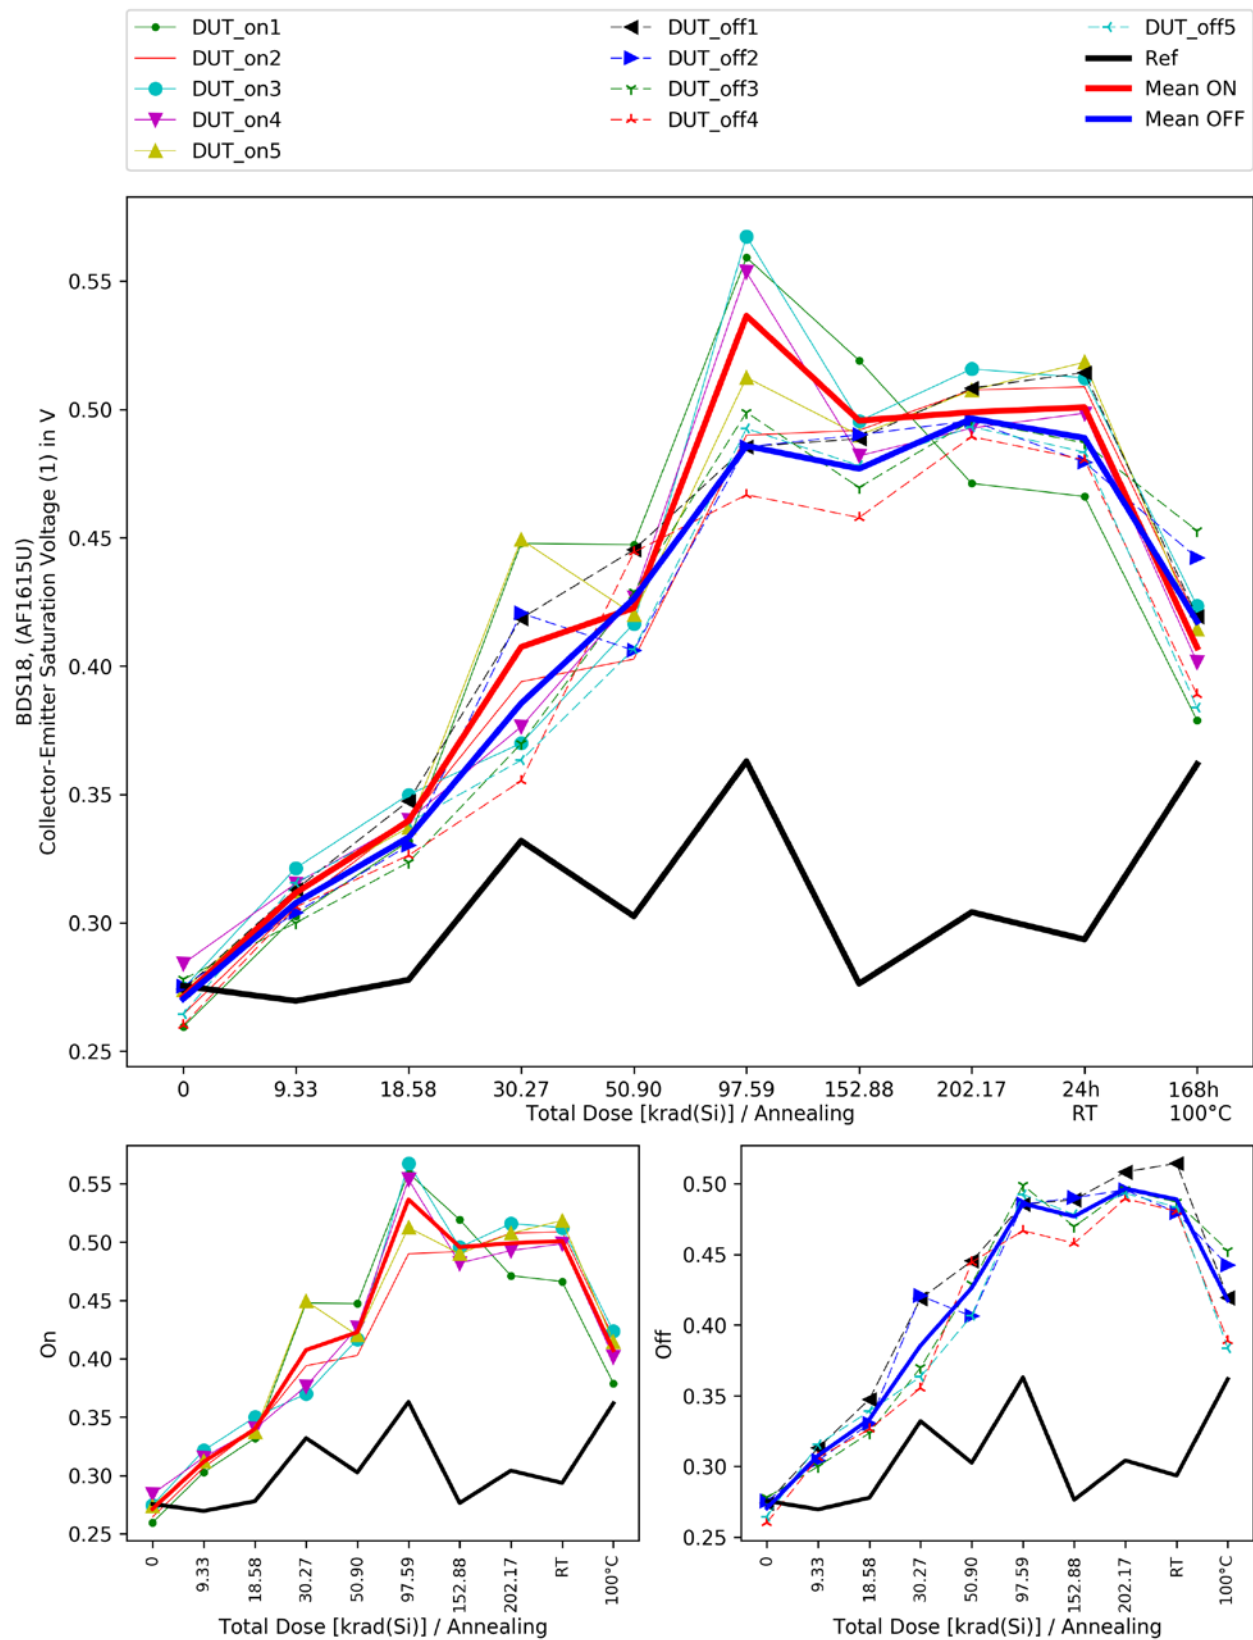 DUT_on1
DUT_on2
DUT_on3
DUT_on4
DUT_on5
DUT_off1
DUT_off2
DUT_off3
DUT_off4
DUT_off5
Ref
Mean ON
Mean OFF
BDS18, (AF1615U)
Collector-Emitter Saturation Voltage (1) in V
0.55
0.50
0.45
0.40
0.35
0.30
0.25
0 9.33 18.58 30.27 50.90 97.59 152.88 202.17 24h 168h
RT 100°C
Total Dose [krad(Si)] / Annealing
On
0.55
0.50
0.45
0.40
0.35
0.30
0.25
0 9.33 18.58 30.27 50.90 97.59 152.88 202.17 RT 100°C
Total Dose [krad(Si)] / Annealing
Off
0.50
0.45
0.40
0.35
0.30
0.25
0 9.33 18.58 30.27 50.90 97.59 152.88 202.17 RT 100°C
Total Dose [krad(Si)] / Annealing